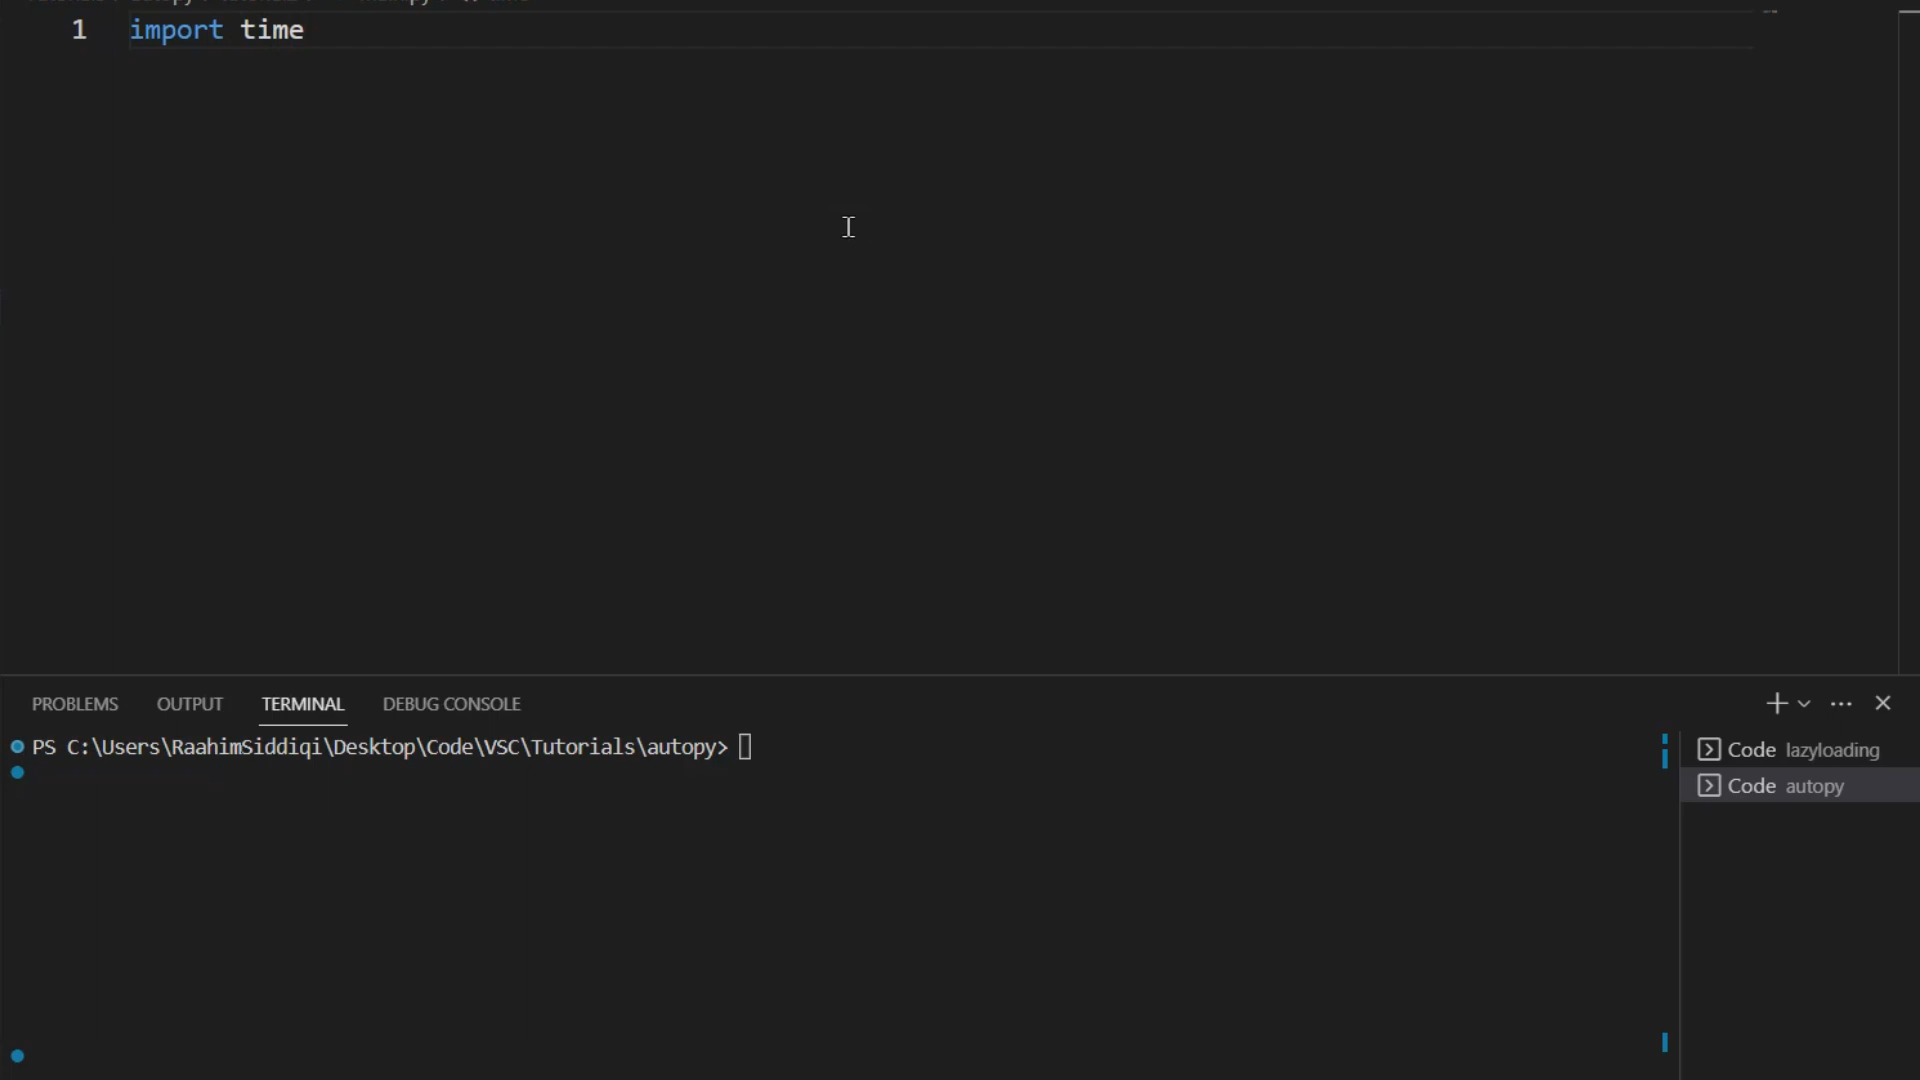 1 import time
PROBLEMS OUTPUT TERMINAL DEBUG CONSOLE
PS C:\Users\RaahimSiddiqi\Desktop\Code\VSC\Tutorials\autopy>
Code lazyloading
Code autopy